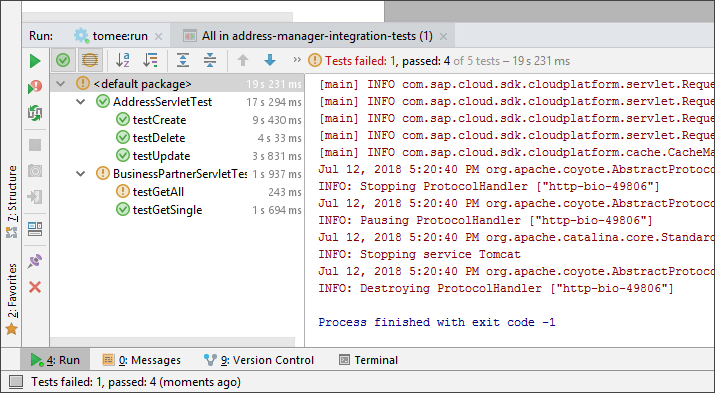 Run: tomee:run All in address-manager-integration-tests (1)
Tests failed: 1, passed: 4 of 5 tests – 19 s 231 ms
<default package> 19 s 231 ms
AddressServletTest 17 s 294 ms
testCreate 9 s 430 ms
testDelete 4 s 33 ms
testUpdate 3 s 831 ms
BusinessPartnerServletTes 1 s 937 ms
testGetAll 243 ms
testGetSingle 1 s 694 ms
[main] INFO com.sap.cloud.sdk.cloudplatform.servlet.Reque
[main] INFO com.sap.cloud.sdk.cloudplatform.servlet.Reque
[main] INFO com.sap.cloud.sdk.cloudplatform.servlet.Reque
[main] INFO com.sap.cloud.sdk.cloudplatform.servlet.Reque
[main] INFO com.sap.cloud.sdk.cloudplatform.cache.CacheMa
Jul 12, 2018 5:20:40 PM org.apache.coyote.AbstractProtoco
INFO: Stopping ProtocolHandler ["http-bio-49806"]
Jul 12, 2018 5:20:40 PM org.apache.coyote.AbstractProtoco
INFO: Pausing ProtocolHandler ["http-bio-49806"]
Jul 12, 2018 5:20:40 PM org.apache.catalina.core.Standard
INFO: Stopping service Tomcat
Jul 12, 2018 5:20:40 PM org.apache.coyote.AbstractProtoco
INFO: Destroying ProtocolHandler ["http-bio-49806"]
Process finished with exit code -1
7: Structure
2: Favorites
4: Run 0: Messages 9: Version Control Terminal
Tests failed: 1, passed: 4 (moments ago)